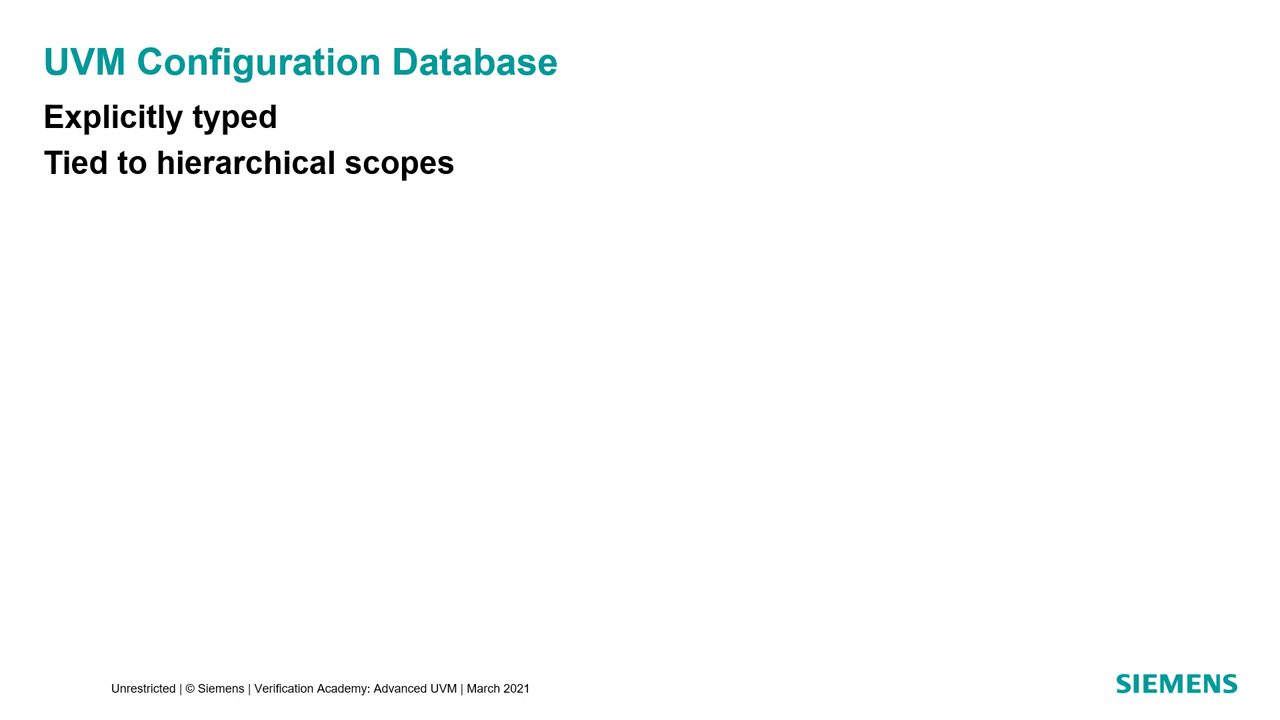 UVM Configuration Database
Explicitly typed
Tied to hierarchical scopes
Unrestricted | © Siemens | Verification Academy: Advanced UVM | March 2021
SIEMENS